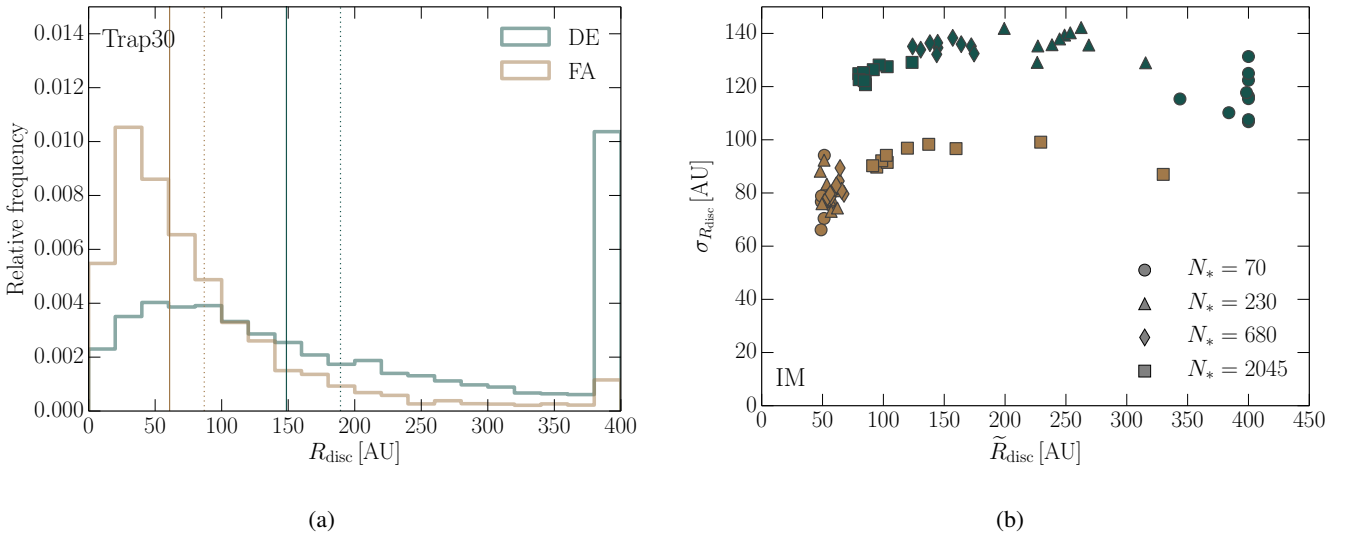 Trap30
DE
FA
Relative frequency
0.014
0.012
0.010
0.008
0.006
0.004
0.002
0.000
0 50 100 150 200 250 300 350 400
R_disc [AU]
(a)
σ_{R_disc} [AU]
140
120
100
80
60
40
20
0
N_* = 70
N_* = 230
N_* = 680
N_* = 2045
IM
0 50 100 150 200 250 300 350 400 450
R̃_disc [AU]
(b)